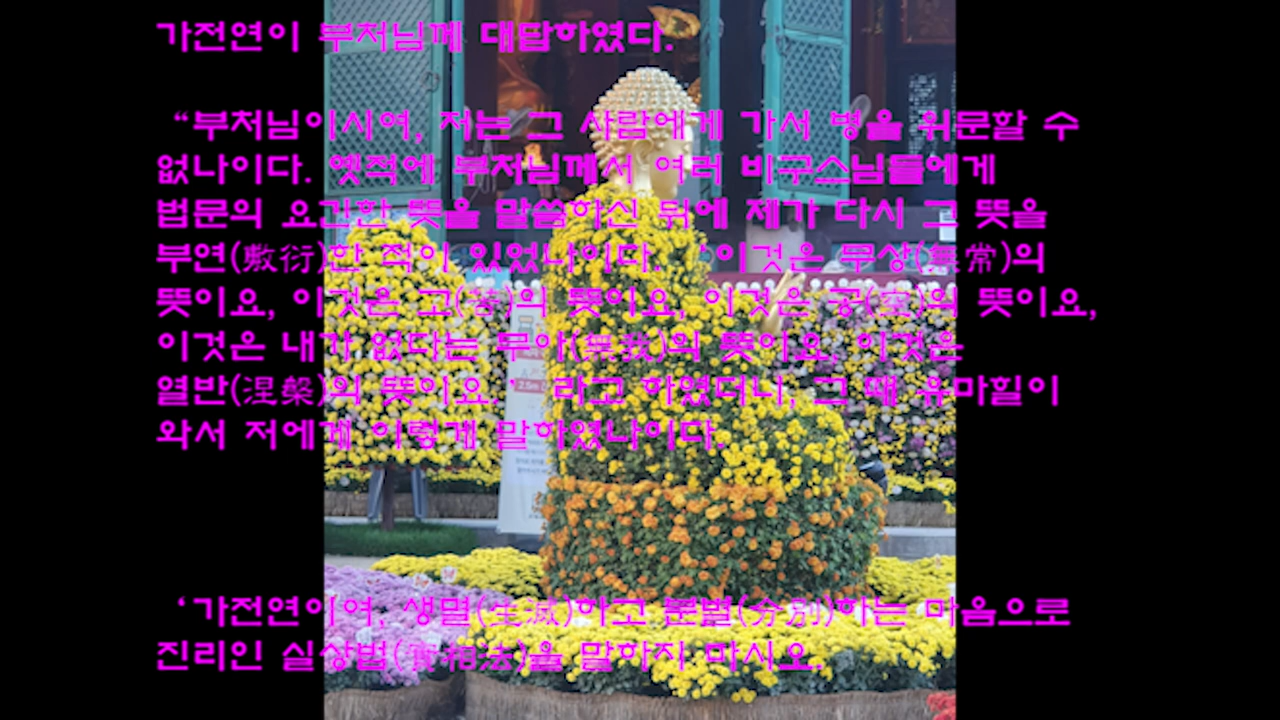 가전연이 부처님께 대답하였다.
“부처님이시여, 저는 그 사람에게 가서 병을 위문할 수
없나이다. 옛적에 부처님께서 여러 비구스님들에게
법문의 요긴한 뜻을 말씀하신 뒤에 제가 다시 그 뜻을
부연(敷衍)한 적이 있었나이다. ‘이것은 무상(無常)의
뜻이요, 이것은 고(苦)의 뜻이요, 이것은 공(空)의 뜻이요,
이것은 내가 없다는 무아(無我)의 뜻이요, 이것은
열반(涅槃)의 뜻이요.’ 라고 하였더니, 그 때 유마힐이
와서 저에게 이렇게 말하였나이다.
‘가전연이여, 생멸(生滅)하고 분별(分別)하는 마음으로
진리인 실상법(實相法)을 말하지 마시오.
2.5m